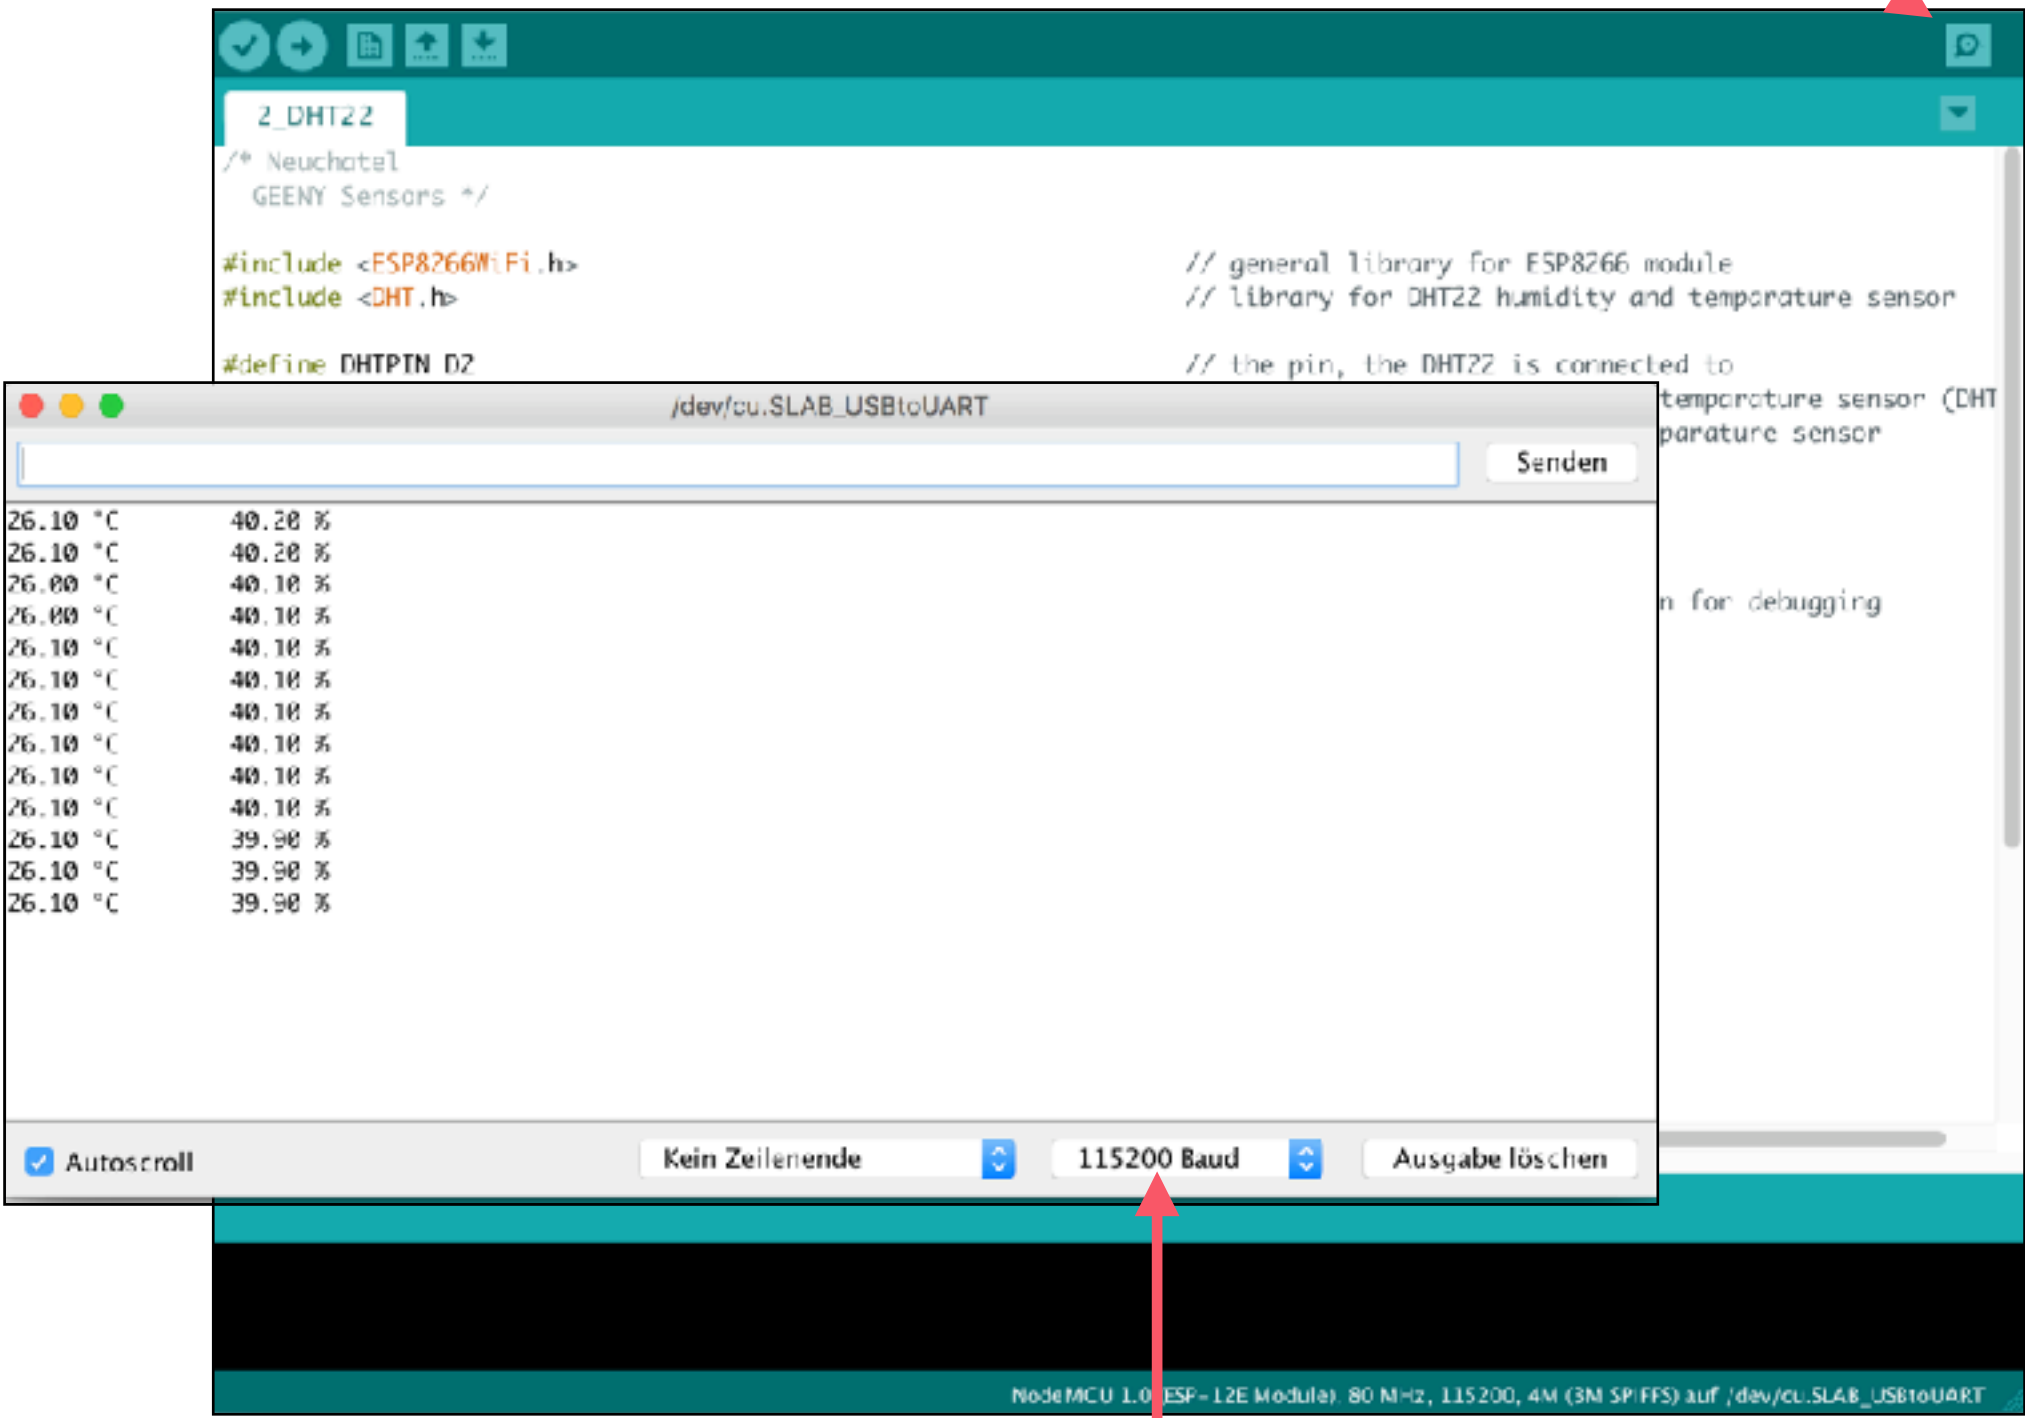 2_DHT22
/* Neuchatel
GEENY Sensors */
#include <ESP8266WiFi.h> // general library for ESP8266 module
#include <DHT.h> // library for DHT22 humidity and temparature sensor
#define DHTPIN D2 // the pin, the DHT22 is connected to
temparature sensor (DHT
parature sensor
n for debugging
/dev/cu.SLAB_USBtoUART
Senden
26.10 °C 40.20 %
26.10 °C 40.20 %
26.00 °C 40.10 %
26.00 °C 40.10 %
26.10 °C 40.10 %
26.10 °C 40.10 %
26.10 °C 40.10 %
26.10 °C 40.10 %
26.10 °C 40.10 %
26.10 °C 40.10 %
26.10 °C 39.90 %
26.10 °C 39.90 %
26.10 °C 39.90 %
Autoscroll Kein Zeilenende 115200 Baud Ausgabe löschen
NodeMCU 1.0 (ESP-12E Module), 80 MHz, 115200, 4M (3M SPIFFS) auf /dev/cu.SLAB_USBtoUART